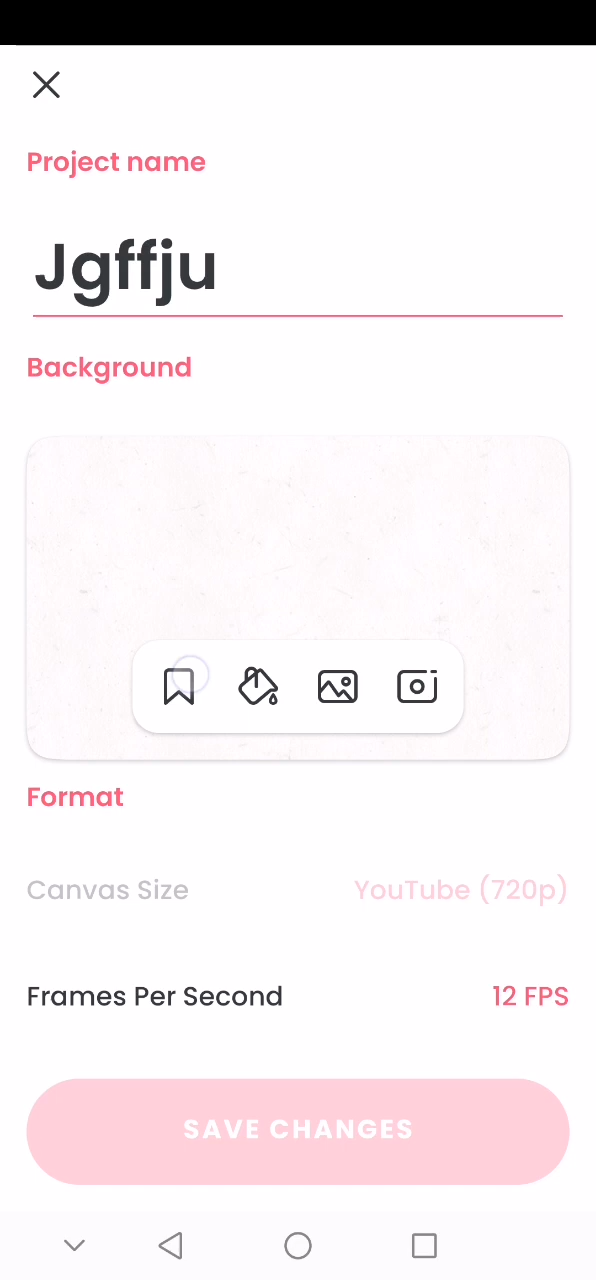 Project name
Jgffju
Background
Format
Canvas Size YouTube (720p)
Frames Per Second 12 FPS
SAVE CHANGES